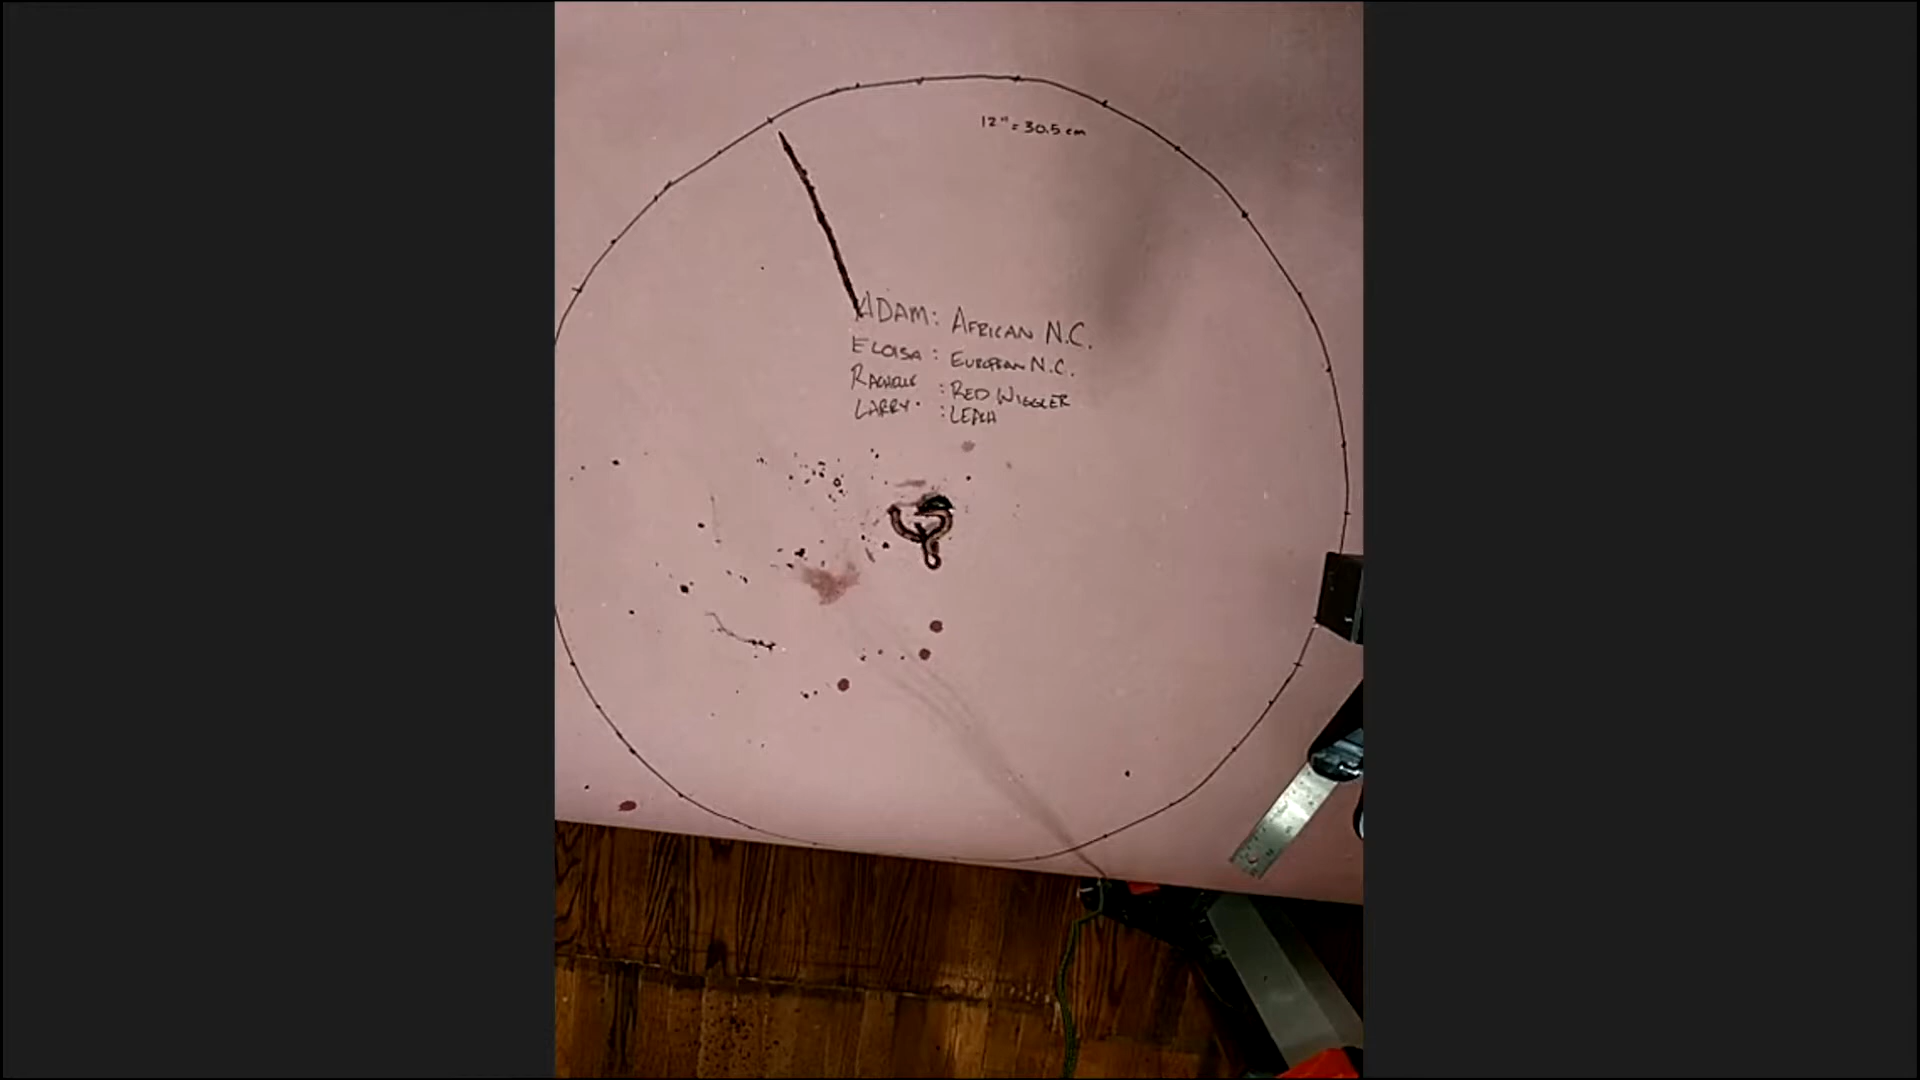 12" = 30.5 cm
ADAM: AFRICAN N.C.
ELOISA: EUROPEAN N.C.
RACHELLE: RED WIGGLER
LARRY: LEECH